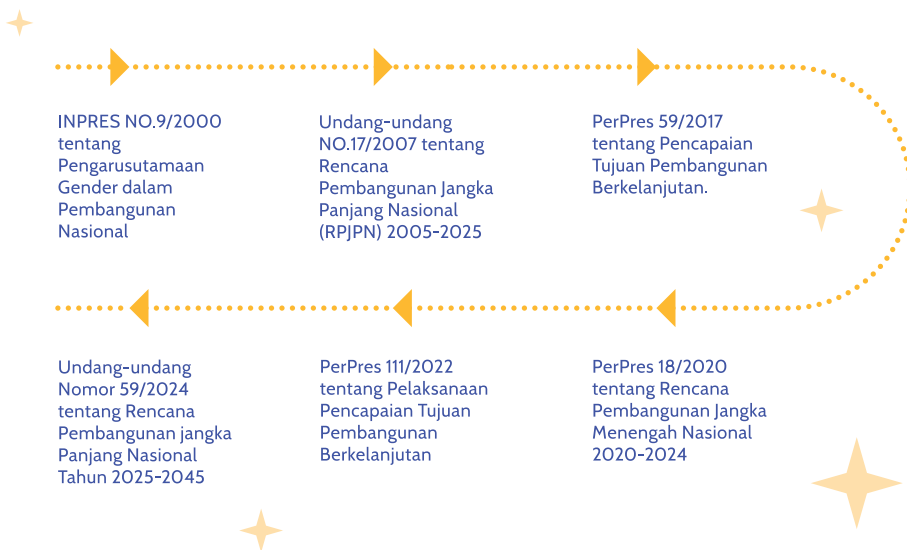 INPRES NO.9/2000
tentang
Pengarusutamaan
Gender dalam
Pembangunan
Nasional
Undang-undang
NO.17/2007 tentang
Rencana
Pembangunan Jangka
Panjang Nasional
(RPJPN) 2005-2025
PerPres 59/2017
tentang Pencapaian
Tujuan Pembangunan
Berkelanjutan.
PerPres 18/2020
tentang Rencana
Pembangunan Jangka
Menengah Nasional
2020-2024
PerPres 111/2022
tentang Pelaksanaan
Pencapaian Tujuan
Pembangunan
Berkelanjutan
Undang-undang
Nomor 59/2024
tentang Rencana
Pembangunan jangka
Panjang Nasional
Tahun 2025-2045